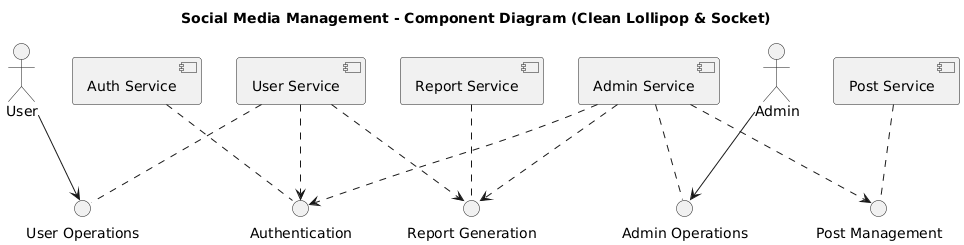 Social Media Management - Component Diagram (Clean Lollipop & Socket)
User
Auth Service
User Service
Report Service
Admin Service
Admin
Post Service
User Operations
Authentication
Report Generation
Admin Operations
Post Management